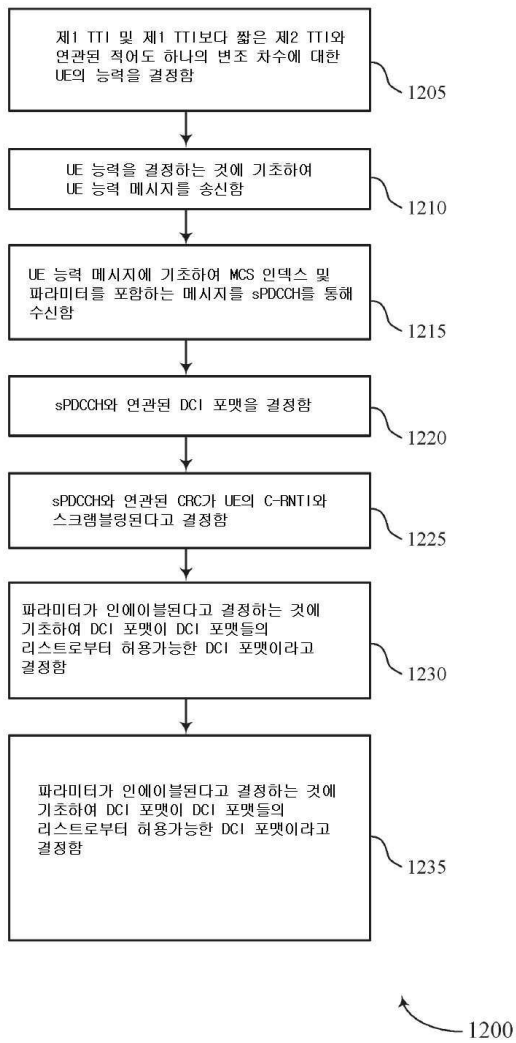 제1 TTI 및 제1 TTI보다 짧은 제2 TTI와
연관된 적어도 하나의 변조 차수에 대한
UE의 능력을 결정함
1205
UE 능력을 결정하는 것에 기초하여
UE 능력 메시지를 송신함
1210
UE 능력 메시지에 기초하여 MCS 인덱스 및
파라미터를 포함하는 메시지를 sPDCCH를 통해
수신함
1215
sPDCCH와 연관된 DCI 포맷을 결정함
1220
sPDCCH와 연관된 CRC가 UE의 C-RNTI와
스크램블링된다고 결정함
1225
파라미터가 인에이블된다고 결정하는 것에
기초하여 DCI 포맷이 DCI 포맷들의
리스트로부터 허용가능한 DCI 포맷이라고
결정함
1230
파라미터가 인에이블된다고 결정하는 것에
기초하여 DCI 포맷이 DCI 포맷들의
리스트로부터 허용가능한 DCI 포맷이라고
결정함
1235
1200